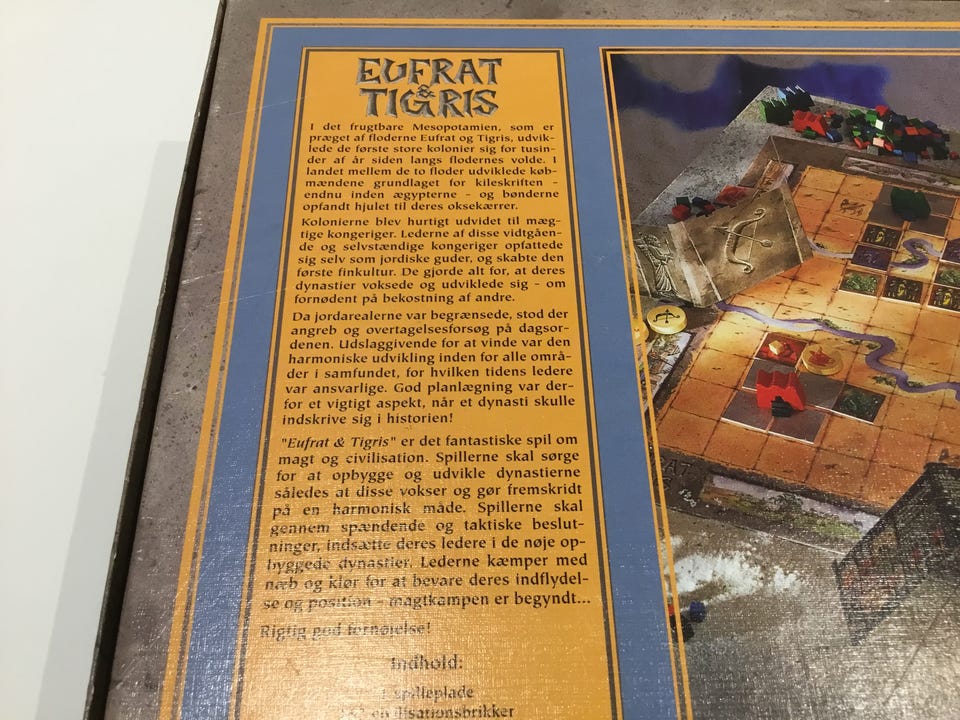 EUFRAT
&
TIGRIS
I det frugtbare Mesopotamien, som er
præget af floderne Eufrat og Tigris, udvik-
lede de første store kolonier sig for tusin-
der af år siden langs flodernes volde. I
landet mellem de to floder udviklede køb-
mændene grundlaget for kileskriften -
endnu inden ægypterne - og bønderne
opfandt hjulet til deres oksekærrer.
Kolonierne blev hurtigt udvidet til mæg-
tige kongeriger. Lederne af disse vidtgåen-
de og selvstændige kongeriger opfattede
sig selv som jordiske guder, og skabte den
første finkultur. De gjorde alt for, at deres
dynastier voksede og udviklede sig - om
fornødent på bekostning af andre.
Da jordarealerne var begrænsede, stod der
angreb og overtagelsesforsøg på dagsor-
denen. Udslaggivende for at vinde var den
harmoniske udvikling inden for alle områ-
der i samfundet, for hvilken tidens ledere
var ansvarlige. God planlægning var der-
for et vigtigt aspekt, når et dynasti skulle
indskrive sig i historien!
"Eufrat & Tigris" er det fantastiske spil om
magt og civilisation. Spillerne skal sørge
for at opbygge og udvikle dynastierne
således at disse vokser og gør fremskridt
på en harmonisk måde. Spillerne skal
gennem spændende og taktiske beslut-
ninger, indsætte deres ledere i de nøje op-
byggede dynastier. Lederne kæmper med
næb og klør for at bevare deres indflydel-
se og position - magtkampen er begyndt...
Rigtig god fornøjelse!
Indhold:
1 spilleplade
civilisationsbrikker